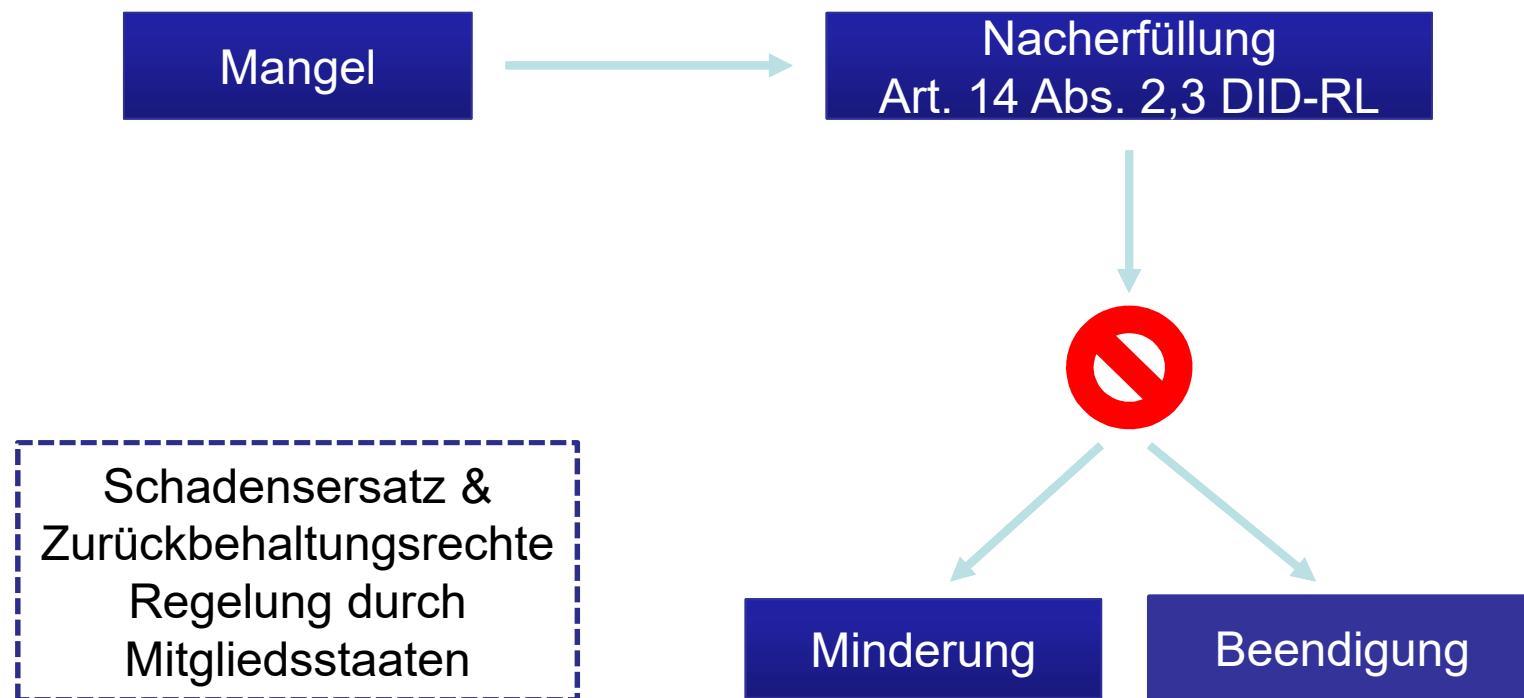 Mangel
Nacherfüllung
Art. 14 Abs. 2,3 DID-RL
Schadensersatz &
Zurückbehaltungsrechte
Regelung durch
Mitgliedsstaaten
Minderung
Beendigung